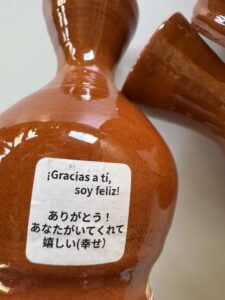 ¡Gracias a tí,
soy feliz!
ありがとう！
あなたがいてくれて
嬉しい(幸せ）